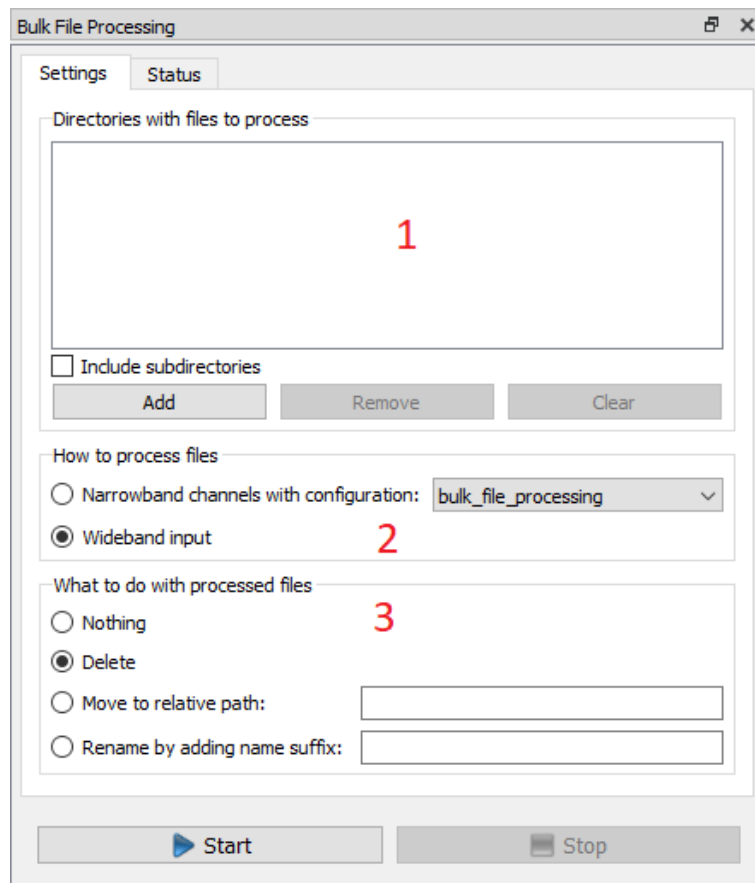 Bulk File Processing
Settings Status
Directories with files to process
1
Include subdirectories
Add Remove Clear
How to process files
Narrowband channels with configuration: bulk_file_processing
Wideband input
2
What to do with processed files
3
Nothing
Delete
Move to relative path:
Rename by adding name suffix:
Start Stop